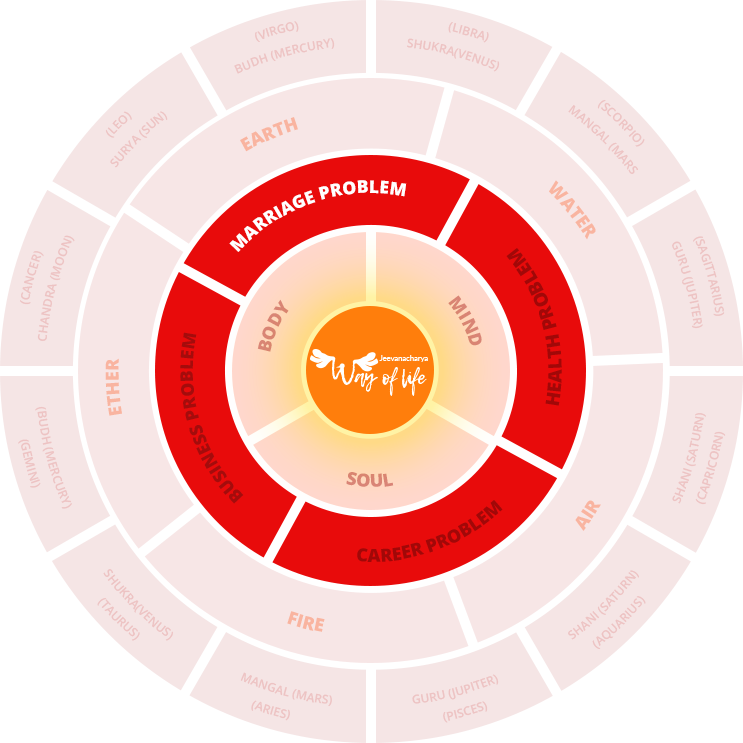 (VIRGO)
BUDH (MERCURY)
(LIBRA)
SHUKRA(VENUS)
(SCORPIO)
MANGAL (MARS
(SAGITTARIUS)
GURU (JUPITER)
SHANI (SATURN)
(CAPRICORN)
SHANI (SATURN)
(AQUARIUS)
GURU (JUPITER)
(PISCES)
MANGAL (MARS)
(ARIES)
SHUKRA(VENUS)
(TAURUS)
(BUDH (MERCURY)
(GEMINI)
(CANCER)
CHANDRA (MOON)
(LEO)
SURYA (SUN)
EARTH
WATER
AIR
FIRE
ETHER
MARRIAGE PROBLEM
HEALTH PROBLEM
CAREER PROBLEM
BUSINESS PROBLEM
BODY
MIND
SOUL
Jeevanacharya
Way of life